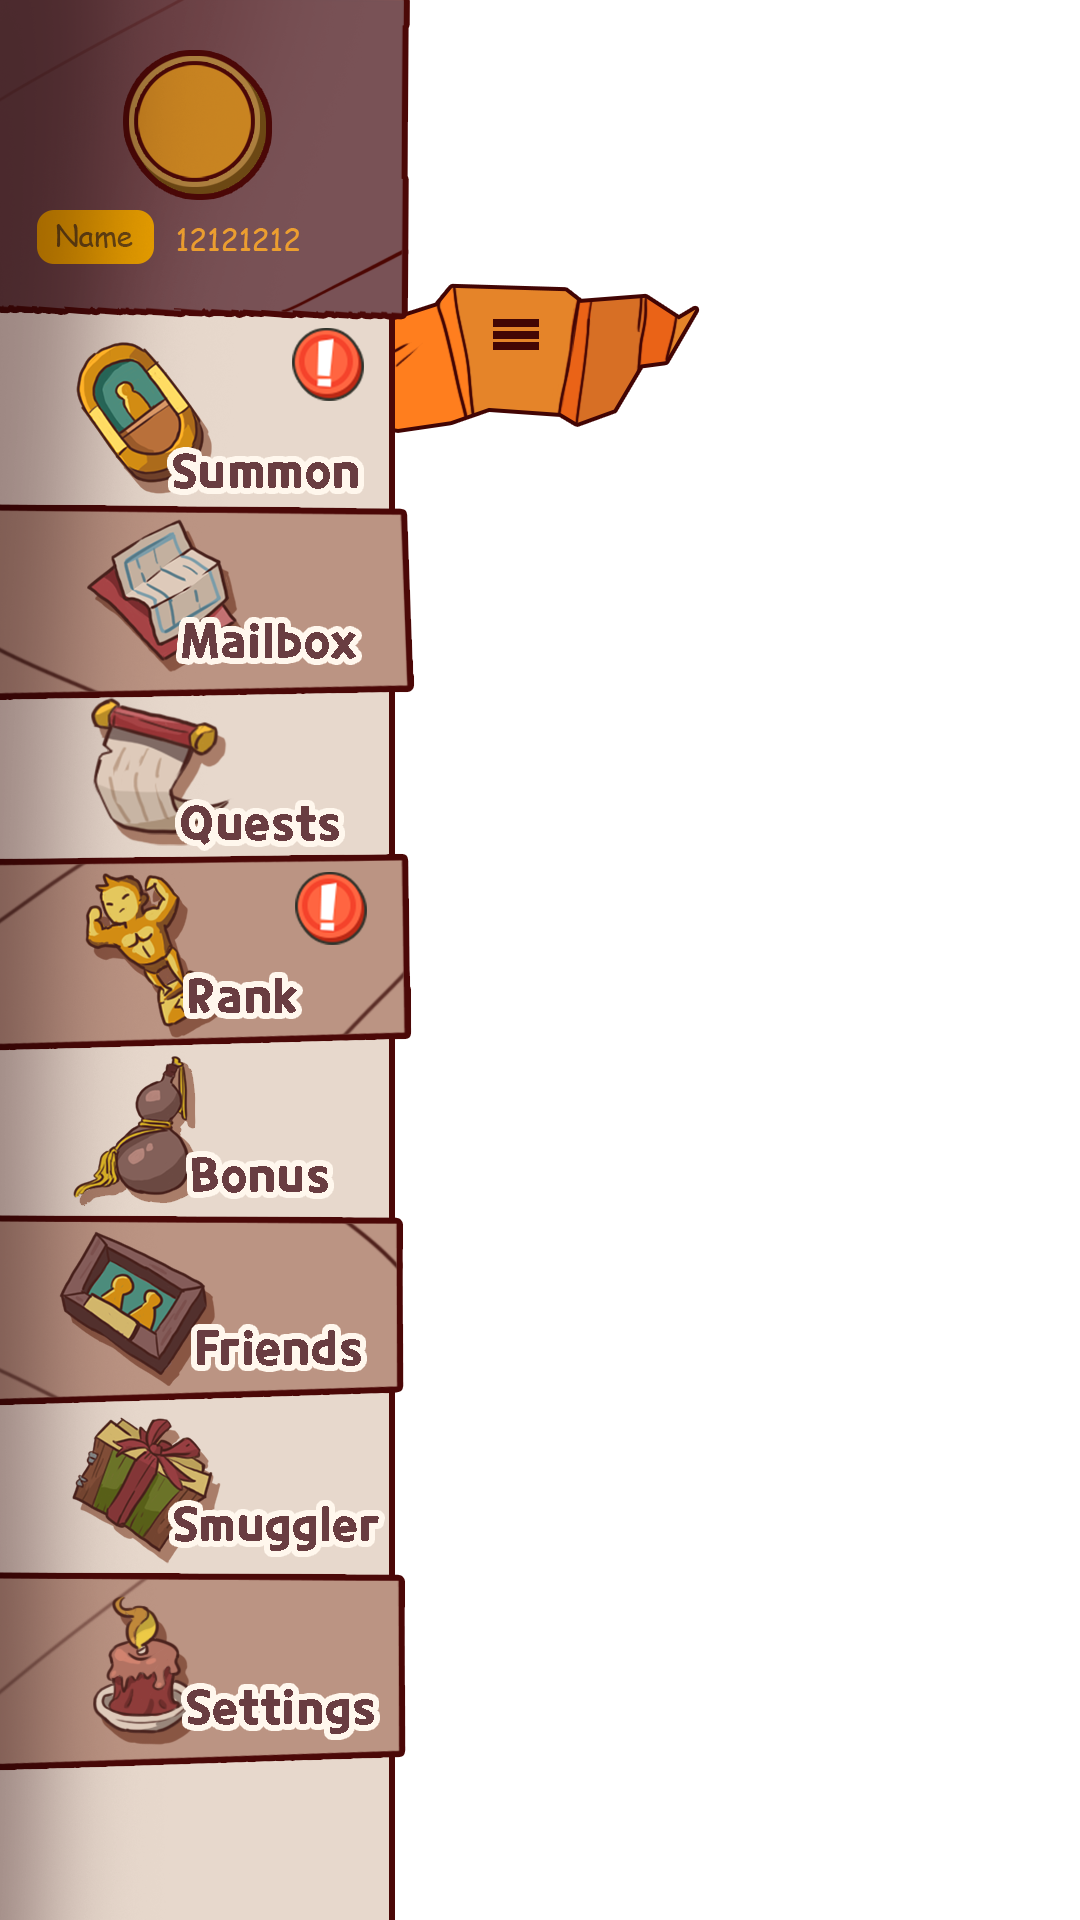 Name 12121212
Summon
Mailbox
Quests
Rank
Bonus
Friends
Smuggler
Settings